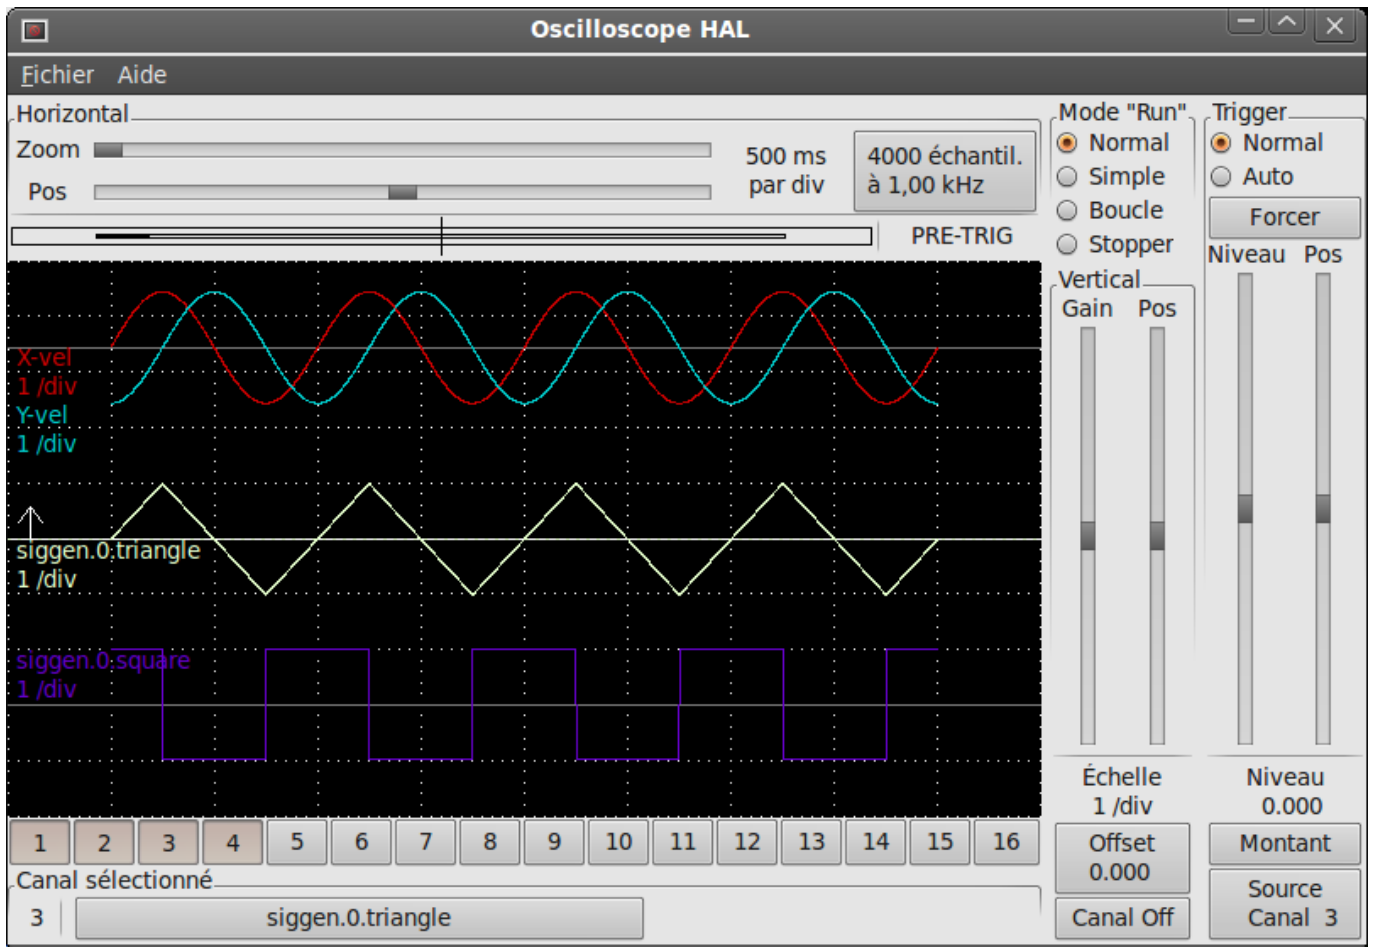 Oscilloscope HAL
Fichier Aide
Horizontal
Zoom
Pos
500 ms
par div
4000 échantil.
à 1,00 kHz
PRE-TRIG
Mode "Run"
Normal
Simple
Boucle
Stopper
Trigger
Normal
Auto
Forcer
Niveau Pos
Vertical
Gain Pos
X-vel
1 /div
Y-vel
1 /div
siggen.0.triangle
1 /div
siggen.0.square
1 /div
Échelle
1 /div
Offset
0.000
Canal Off
Niveau
0.000
Montant
Source
Canal 3
1 2 3 4 5 6 7 8 9 10 11 12 13 14 15 16
Canal sélectionné
3 siggen.0.triangle